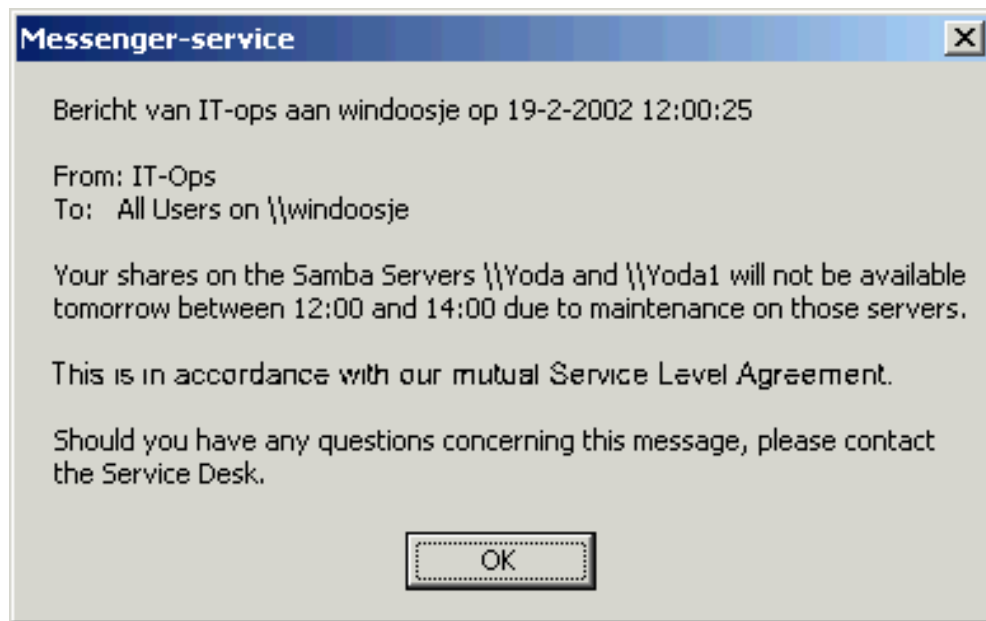 Messenger-service
Bericht van IT-ops aan windoosje op 19-2-2002 12:00:25
From: IT-Ops
To: All Users on \\windoosje
Your shares on the Samba Servers \\Yoda and \\Yoda1 will not be available
tomorrow between 12:00 and 14:00 due to maintenance on those servers.
This is in accordance with our mutual Service Level Agreement.
Should you have any questions concerning this message, please contact
the Service Desk.
OK